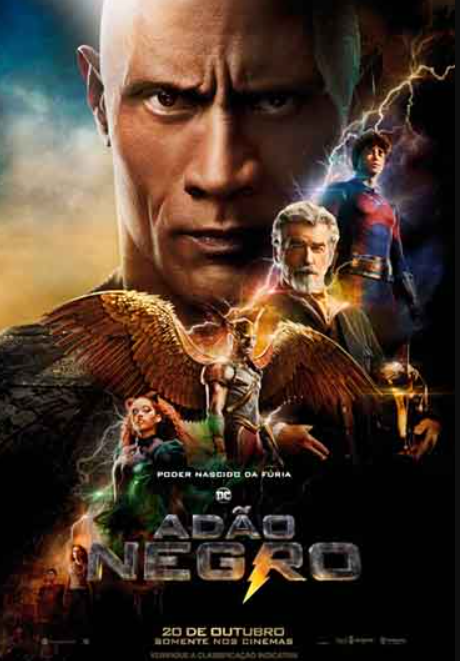 PODER NASCIDO DA FÚRIA
DC
ADÃO
NEGRO
20 DE OUTUBRO
SOMENTE NOS CINEMAS
VERIFIQUE A CLASSIFICAÇÃO INDICATIVA